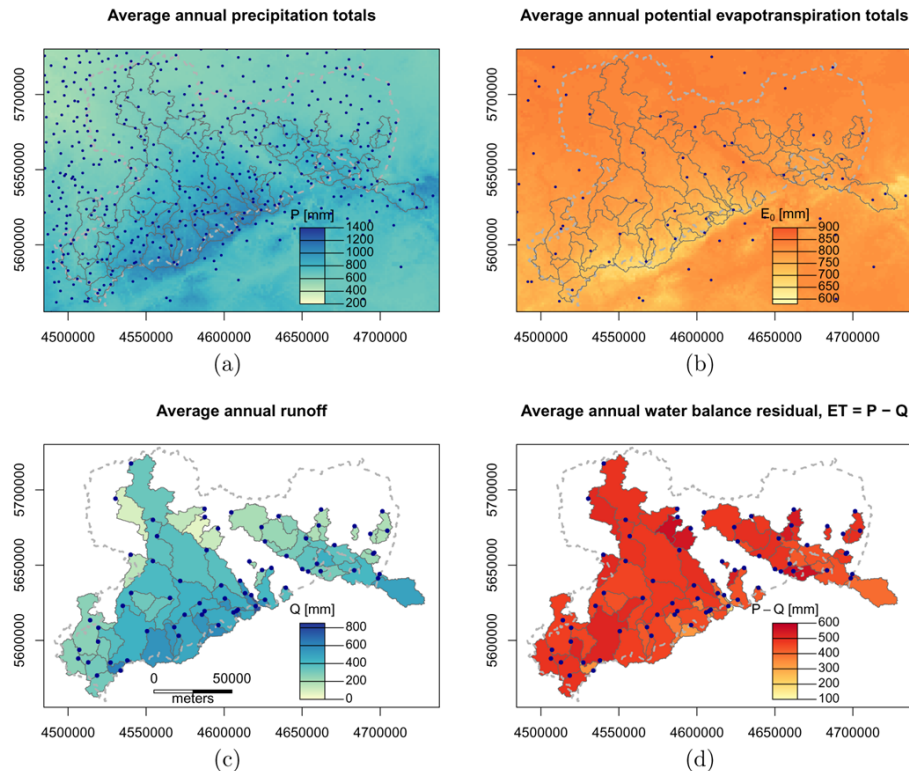 Average annual precipitation totals
Average annual potential evapotranspiration totals
5700000
5650000
5600000
P [mm]
1400
1200
1000
800
600
400
200
4500000 4550000 4600000 4650000 4700000
(a)
5700000
5650000
5600000
E₀ [mm]
900
850
800
750
700
650
600
4500000 4550000 4600000 4650000 4700000
(b)
Average annual runoff
Average annual water balance residual, ET = P − Q
5700000
5650000
5600000
Q [mm]
800
600
400
200
0
0 50000
meters
4500000 4550000 4600000 4650000 4700000
(c)
5700000
5650000
5600000
P − Q [mm]
600
500
400
300
200
100
4500000 4550000 4600000 4650000 4700000
(d)